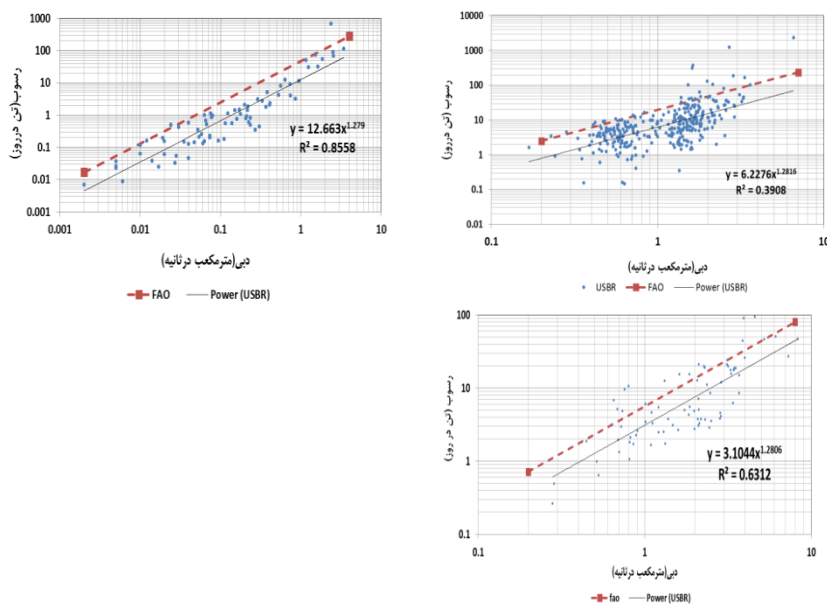 1000
100
10
1
0.1
0.01
0.001
رسوب(تن درروز)
y = 12.663x^1.279
R² = 0.8558
0.001
0.01
0.1
1
10
دبی(مترمکعب درثانیه)
FAO
Power (USBR)
10000
1000
100
10
1
0.1
0.01
رسوب (تن در روز)
y = 6.2276x^1.2816
R² = 0.3908
0.1
1
10
دبی(مترمکعب درثانیه)
USBR
FAO
Power (USBR)
100
10
1
0.1
رسوب (تن در روز)
y = 3.1044x^1.2806
R² = 0.6312
0.1
1
10
دبی(مترمکعب درثانیه)
fao
Power (USBR)